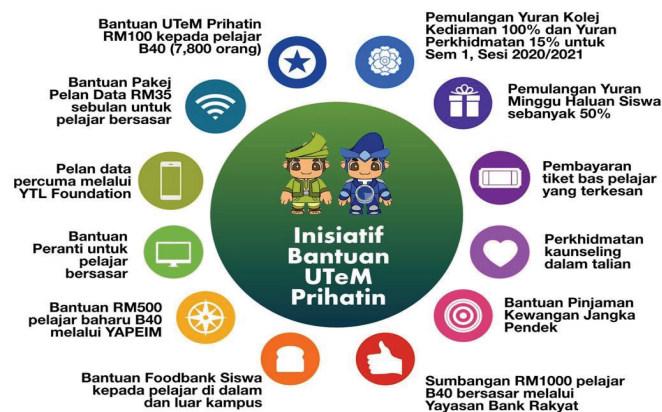 Bantuan UTeM Prihatin
RM100 kepada pelajar
B40 (7,800 orang)
Pemulangan Yuran Kolej
Kediaman 100% dan Yuran
Perkhidmatan 15% untuk
Sem 1, Sesi 2020/2021
Bantuan Pakej
Pelan Data RM35
sebulan untuk
pelajar bersasar
Pemulangan Yuran
Minggu Haluan Siswa
sebanyak 50%
Pelan data
percuma melalui
YTL Foundation
Pembayaran
tiket bas pelajar
yang terkesan
Bantuan
Peranti untuk
pelajar
bersasar
Perkhidmatan
kaunseling
dalam talian
Inisiatif
Bantuan
UTeM
Prihatin
Bantuan RM500
pelajar baharu B40
melalui YAPEIM
Bantuan Pinjaman
Kewangan Jangka
Pendek
Bantuan Foodbank Siswa
kepada pelajar di dalam
dan luar kampus
Sumbangan RM1000 pelajar
B40 bersasar melalui
Yayasan Bank Rakyat